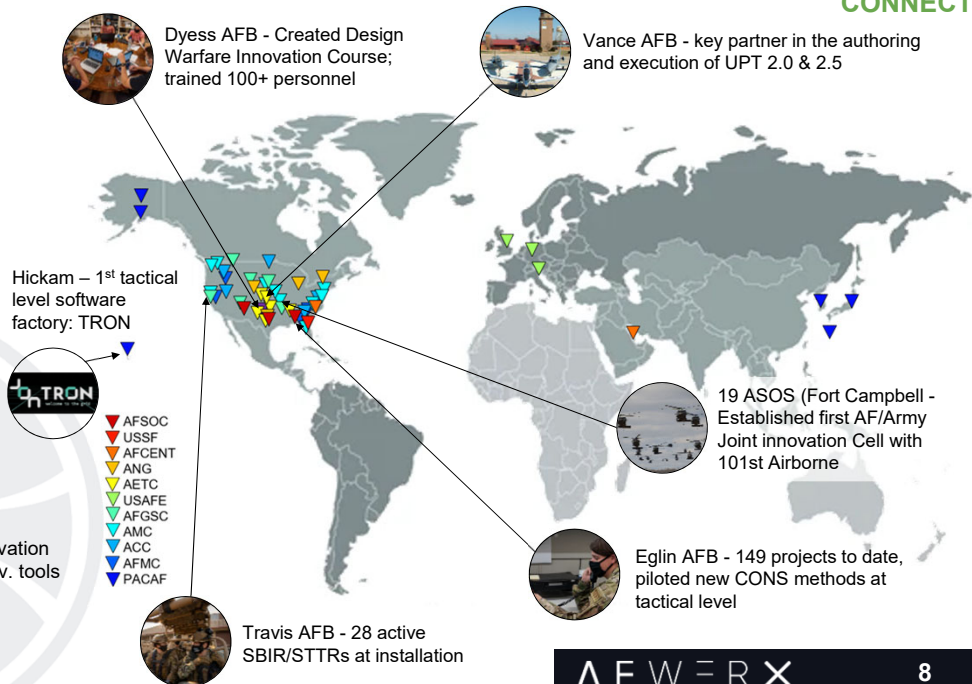 CONNECT
Dyess AFB - Created Design
Warfare Innovation Course;
trained 100+ personnel
Vance AFB - key partner in the authoring
and execution of UPT 2.0 & 2.5
Hickam – 1st tactical
level software
factory: TRON
TRON
AFSOC
USSF
AFCENT
ANG
AETC
USAFE
AFGSC
AMC
ACC
AFMC
PACAF
19 ASOS (Fort Campbell -
Established first AF/Army
Joint innovation Cell with
101st Airborne
vation
v. tools
Eglin AFB - 149 projects to date,
piloted new CONS methods at
tactical level
Travis AFB - 28 active
SBIR/STTRs at installation
AFWERX
8